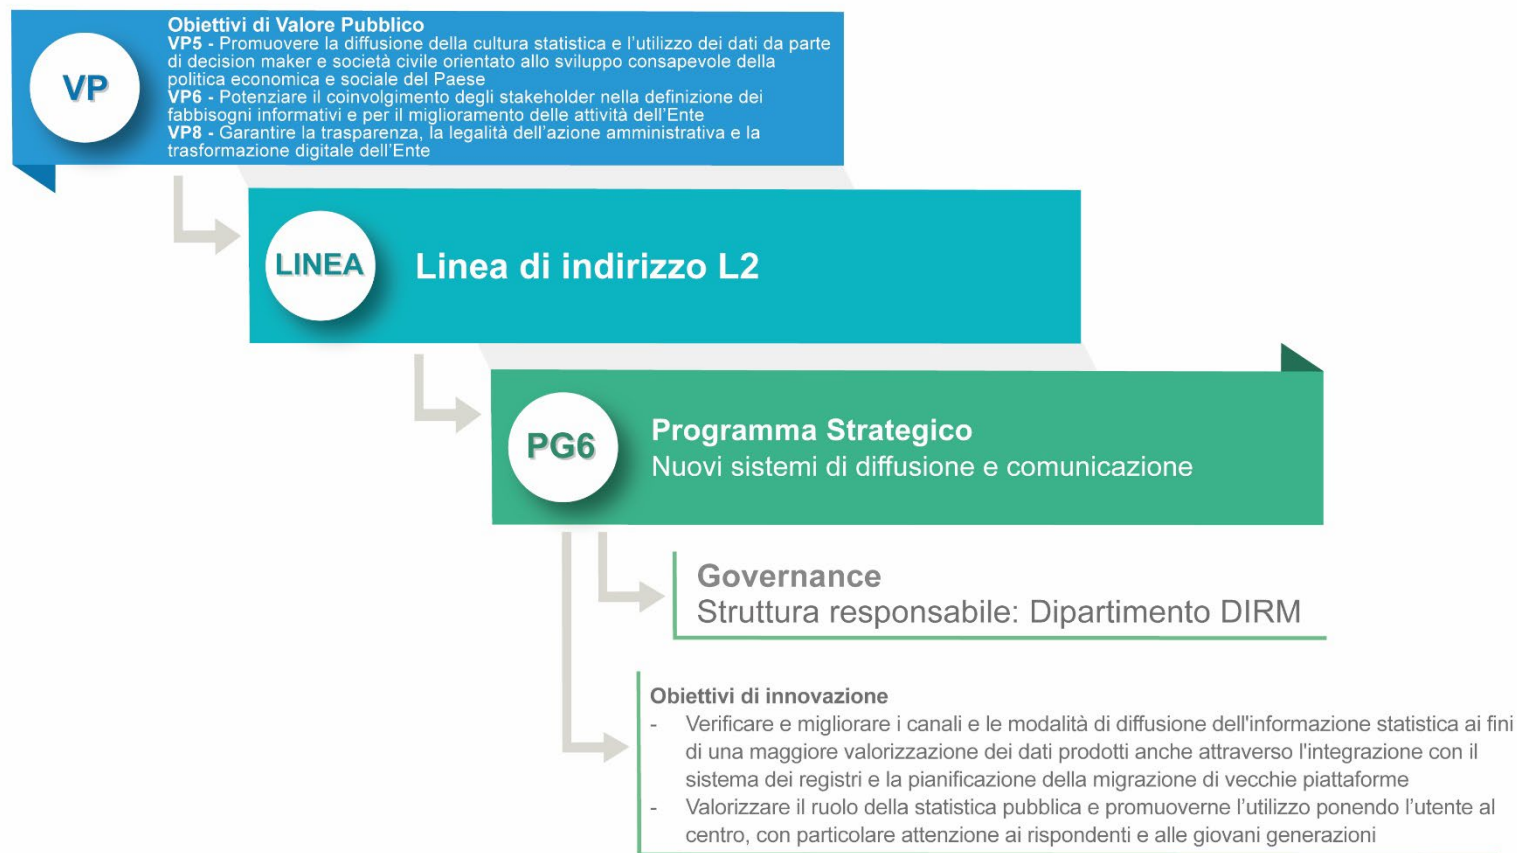 VP
Obiettivi di Valore Pubblico
VP5 - Promuovere la diffusione della cultura statistica e l’utilizzo dei dati da parte
di decision maker e società civile orientato allo sviluppo consapevole della
politica economica e sociale del Paese
VP6 - Potenziare il coinvolgimento degli stakeholder nella definizione dei
fabbisogni informativi e per il miglioramento delle attività dell’Ente
VP8 - Garantire la trasparenza, la legalità dell’azione amministrativa e la
trasformazione digitale dell’Ente
LINEA
Linea di indirizzo L2
PG6
Programma Strategico
Nuovi sistemi di diffusione e comunicazione
Governance
Struttura responsabile: Dipartimento DIRM
Obiettivi di innovazione
- Verificare e migliorare i canali e le modalità di diffusione dell'informazione statistica ai fini
di una maggiore valorizzazione dei dati prodotti anche attraverso l'integrazione con il
sistema dei registri e la pianificazione della migrazione di vecchie piattaforme
- Valorizzare il ruolo della statistica pubblica e promuoverne l’utilizzo ponendo l’utente al
centro, con particolare attenzione ai rispondenti e alle giovani generazioni